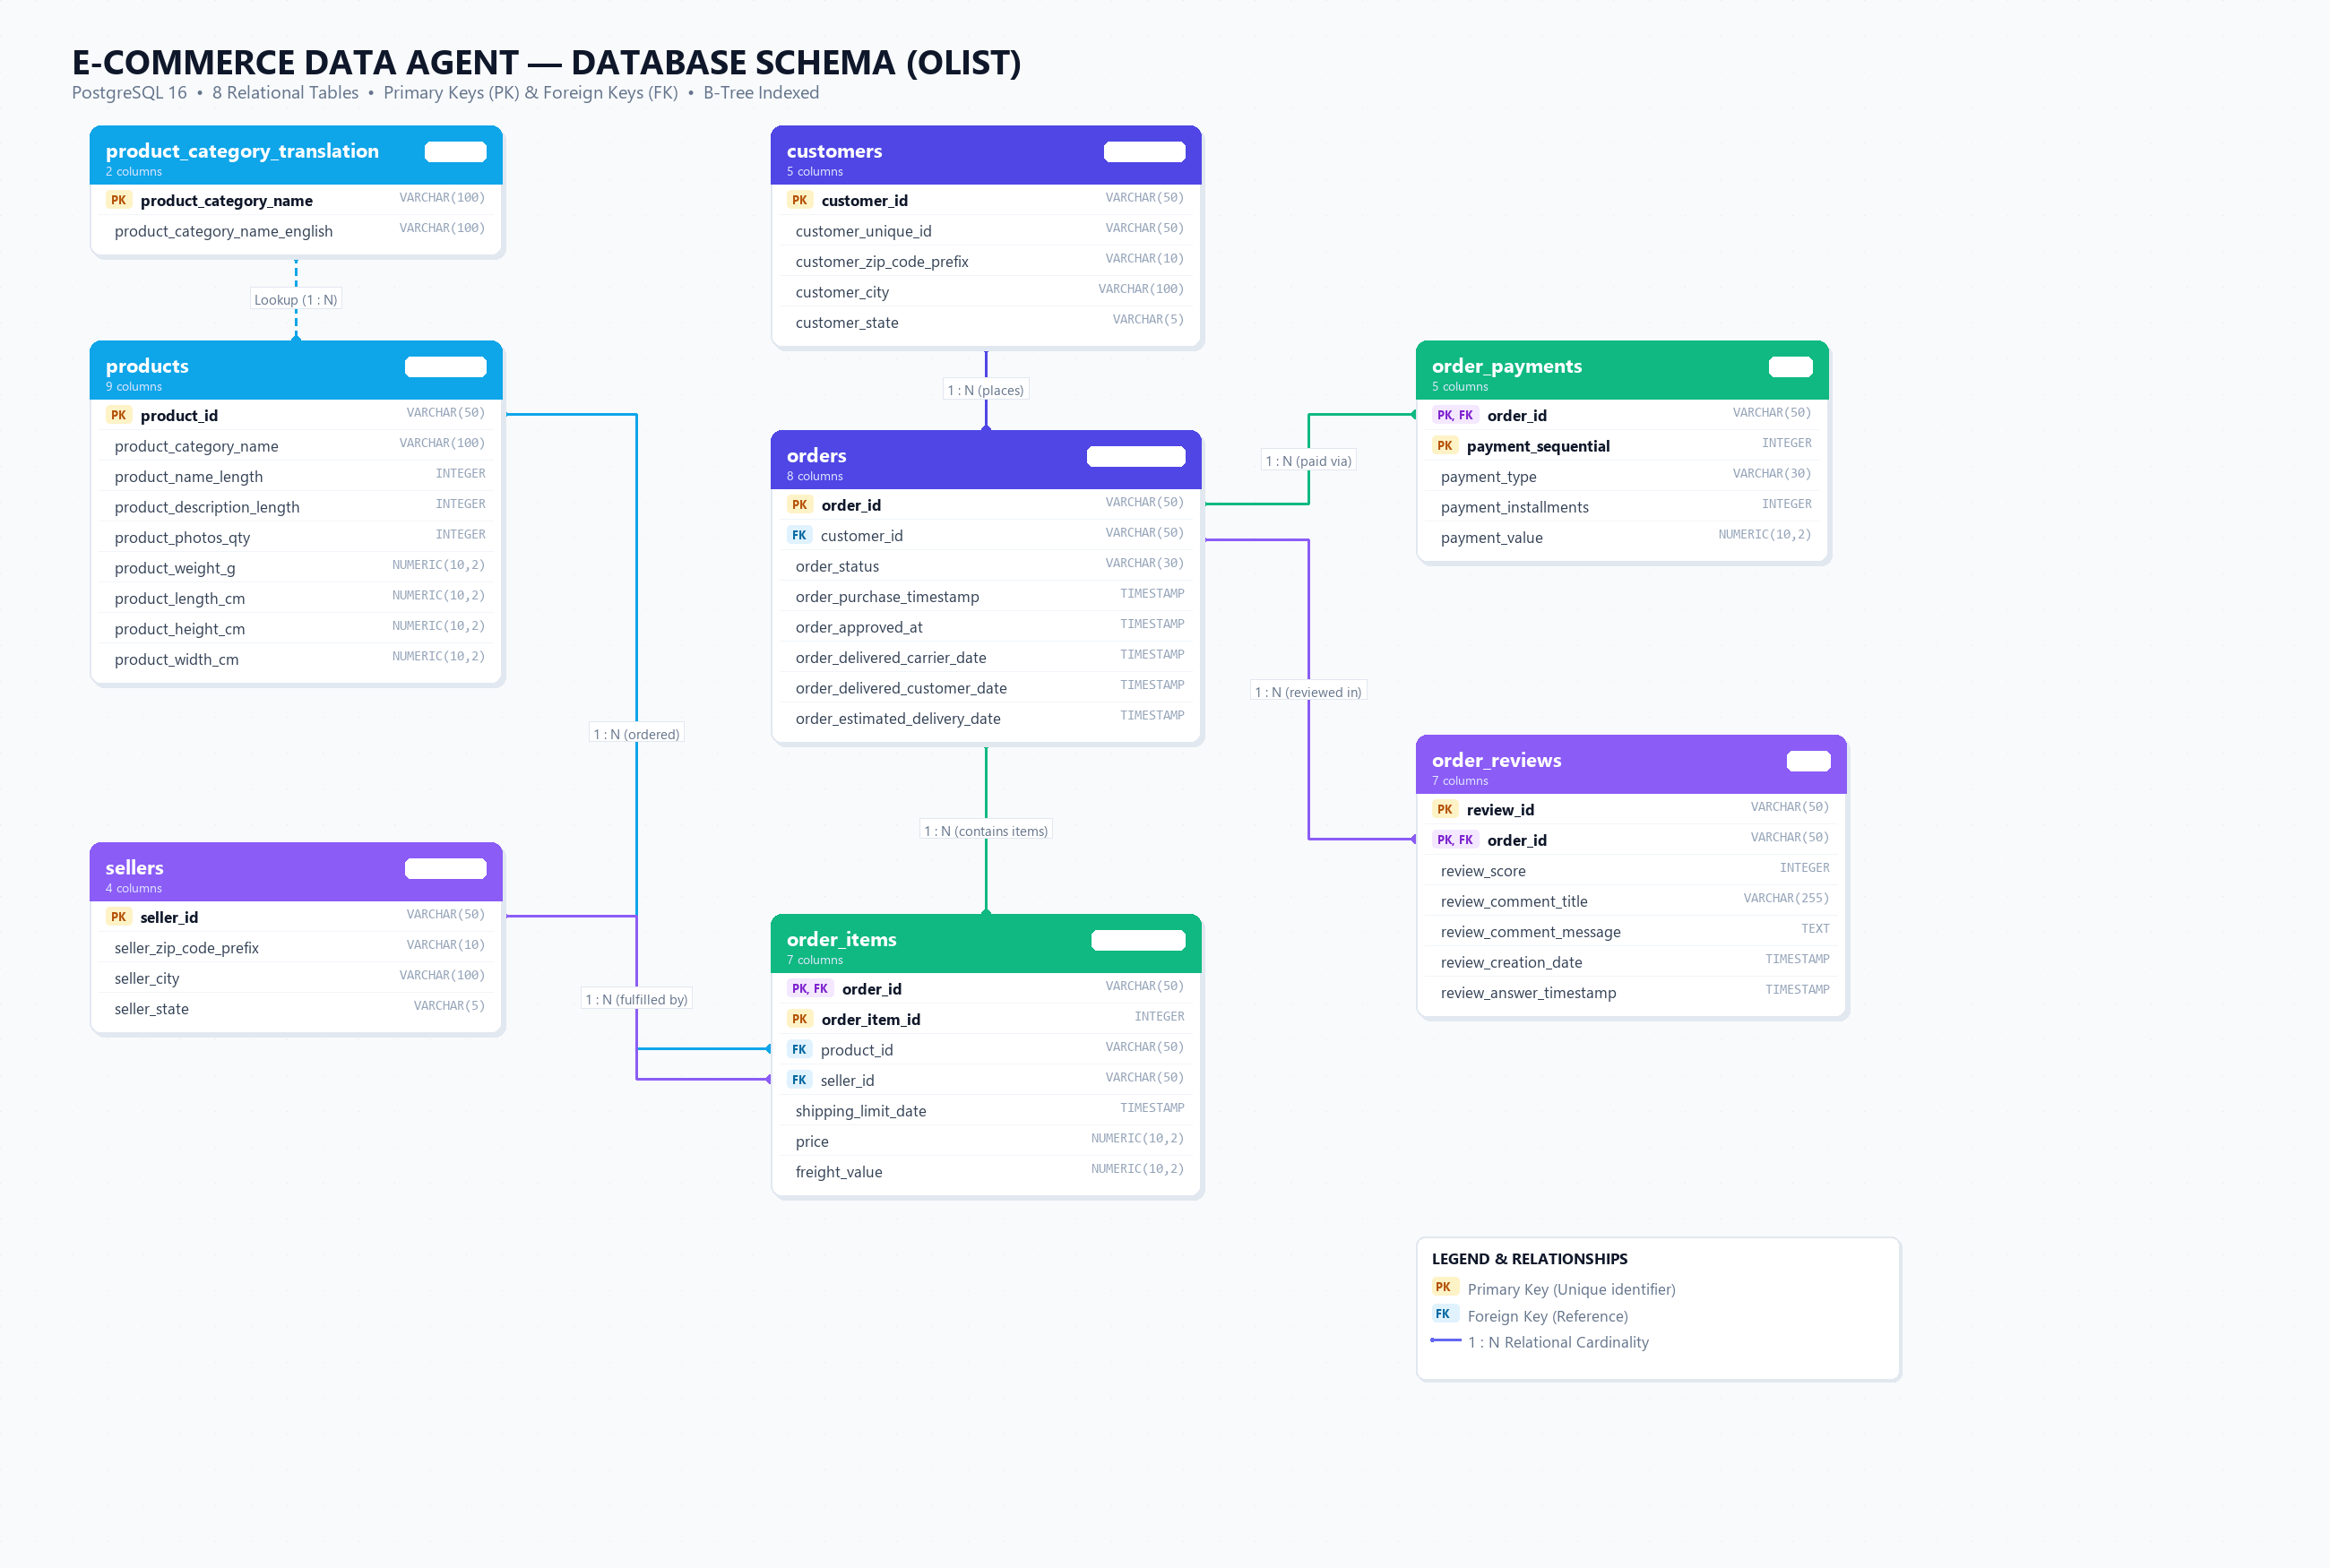 E-COMMERCE DATA AGENT — DATABASE SCHEMA (OLIST)
PostgreSQL 16 • 8 Relational Tables • Primary Keys (PK) & Foreign Keys (FK) • B-Tree Indexed
product_category_translation
2 columns
PK product_category_name VARCHAR(100)
product_category_name_english VARCHAR(100)
Lookup (1 : N)
products
9 columns
PK product_id VARCHAR(50)
product_category_name VARCHAR(100)
product_name_length INTEGER
product_description_length INTEGER
product_photos_qty INTEGER
product_weight_g NUMERIC(10,2)
product_length_cm NUMERIC(10,2)
product_height_cm NUMERIC(10,2)
product_width_cm NUMERIC(10,2)
1 : N (ordered)
sellers
4 columns
PK seller_id VARCHAR(50)
seller_zip_code_prefix VARCHAR(10)
seller_city VARCHAR(100)
seller_state VARCHAR(5)
1 : N (fulfilled by)
customers
5 columns
PK customer_id VARCHAR(50)
customer_unique_id VARCHAR(50)
customer_zip_code_prefix VARCHAR(10)
customer_city VARCHAR(100)
customer_state VARCHAR(5)
1 : N (places)
orders
8 columns
PK order_id VARCHAR(50)
FK customer_id VARCHAR(50)
order_status VARCHAR(30)
order_purchase_timestamp TIMESTAMP
order_approved_at TIMESTAMP
order_delivered_carrier_date TIMESTAMP
order_delivered_customer_date TIMESTAMP
order_estimated_delivery_date TIMESTAMP
1 : N (contains items)
order_items
7 columns
PK, FK order_id VARCHAR(50)
PK order_item_id INTEGER
FK product_id VARCHAR(50)
FK seller_id VARCHAR(50)
shipping_limit_date TIMESTAMP
price NUMERIC(10,2)
freight_value NUMERIC(10,2)
1 : N (paid via)
order_payments
5 columns
PK, FK order_id VARCHAR(50)
PK payment_sequential INTEGER
payment_type VARCHAR(30)
payment_installments INTEGER
payment_value NUMERIC(10,2)
1 : N (reviewed in)
order_reviews
7 columns
PK review_id VARCHAR(50)
PK, FK order_id VARCHAR(50)
review_score INTEGER
review_comment_title VARCHAR(255)
review_comment_message TEXT
review_creation_date TIMESTAMP
review_answer_timestamp TIMESTAMP
LEGEND & RELATIONSHIPS
PK Primary Key (Unique identifier)
FK Foreign Key (Reference)
1 : N Relational Cardinality